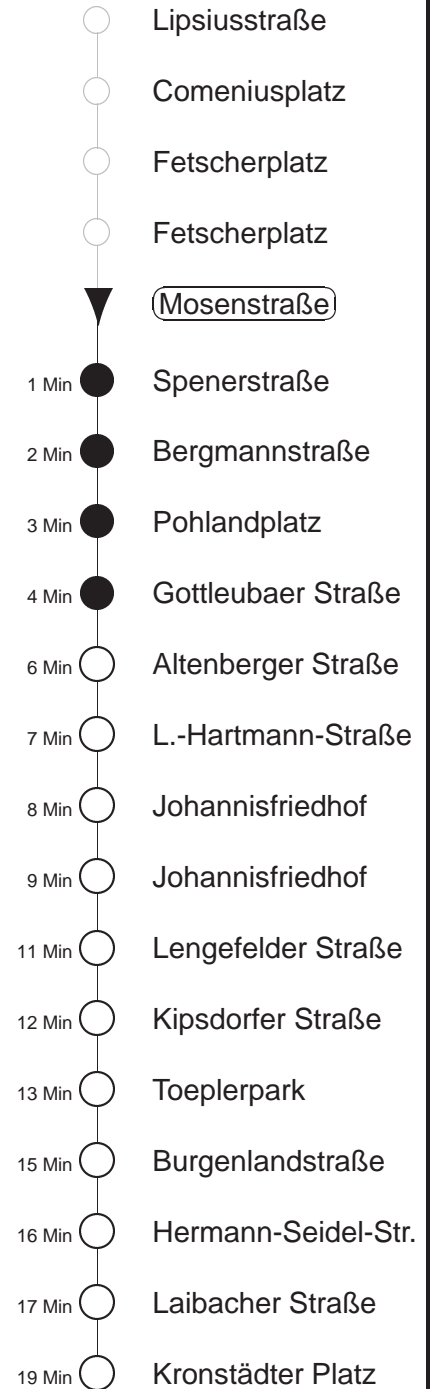 Lipsiusstraße
Comeniusplatz
Fetscherplatz
Fetscherplatz
Mosenstraße
1 Min Spenerstraße
2 Min Bergmannstraße
3 Min Pohlandplatz
4 Min Gottleubaer Straße
6 Min Altenberger Straße
7 Min L.-Hartmann-Straße
8 Min Johannisfriedhof
9 Min Johannisfriedhof
11 Min Lengefelder Straße
12 Min Kipsdorfer Straße
13 Min Toeplerpark
15 Min Burgenlandstraße
16 Min Hermann-Seidel-Str.
17 Min Laibacher Straße
19 Min Kronstädter Platz